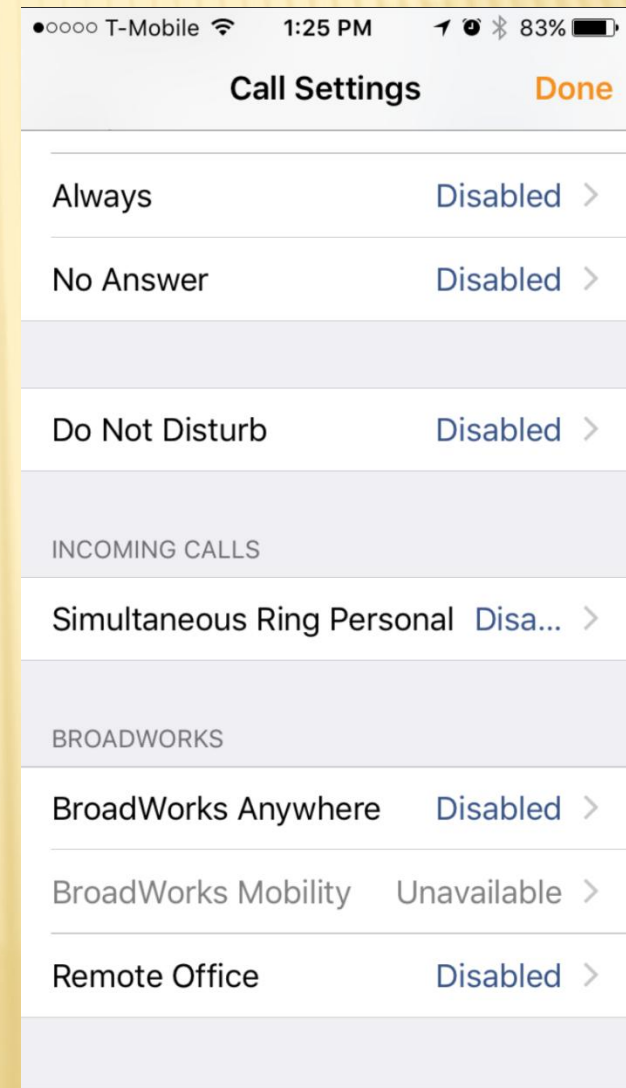 T-Mobile 1:25 PM 83%
Call Settings Done
Always Disabled
No Answer Disabled
Do Not Disturb Disabled
INCOMING CALLS
Simultaneous Ring Personal Disa...
BROADWORKS
BroadWorks Anywhere Disabled
BroadWorks Mobility Unavailable
Remote Office Disabled